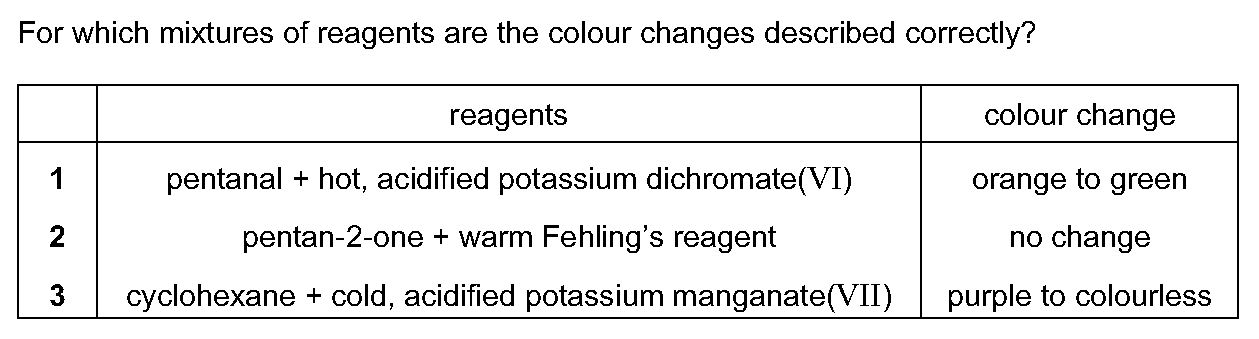 For which mixtures of reagents are the colour changes described correctly?
reagents colour change
1 pentanal + hot, acidified potassium dichromate(VI) orange to green
2 pentan-2-one + warm Fehling’s reagent no change
3 cyclohexane + cold, acidified potassium manganate(VII) purple to colourless